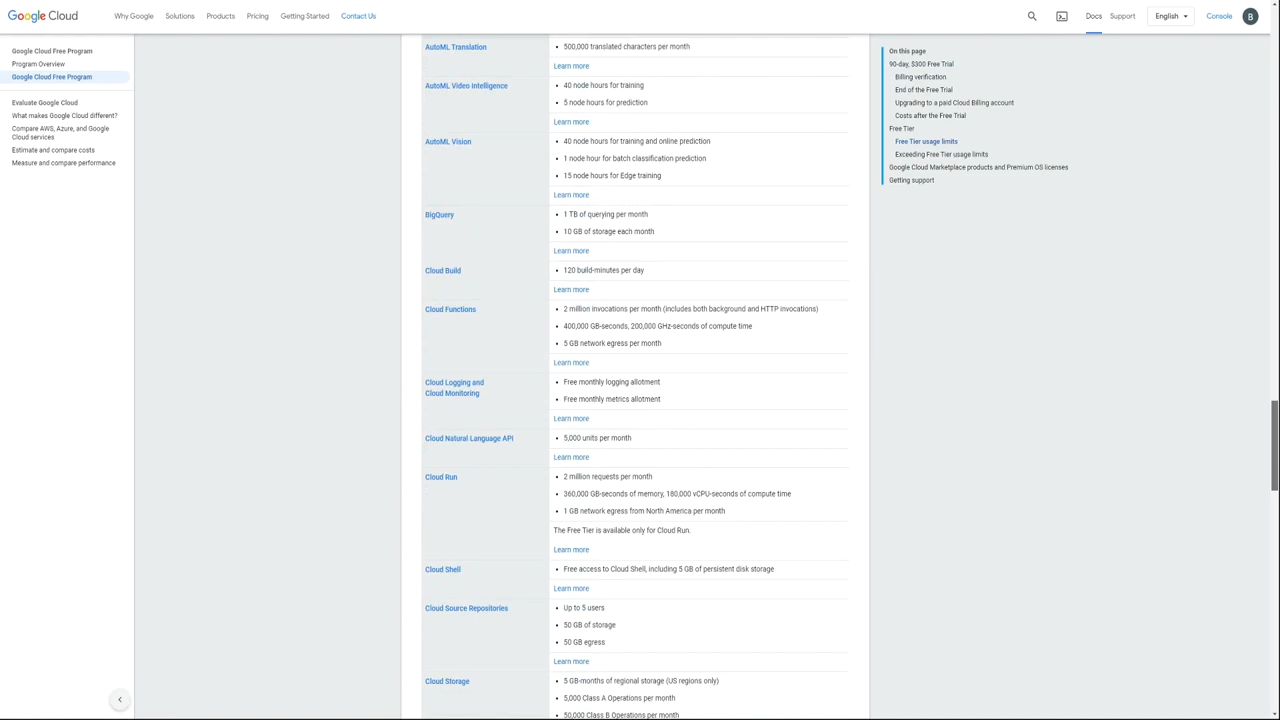 Google Cloud
Why Google
Solutions
Products
Pricing
Getting Started
Contact Us
Docs
Support
English
Console
B
Google Cloud Free Program
Program Overview
Google Cloud Free Program
Evaluate Google Cloud
What makes Google Cloud different?
Compare AWS, Azure, and Google
Cloud services
Estimate and compare costs
Measure and compare performance
AutoML Translation
• 500,000 translated characters per month
Learn more
AutoML Video Intelligence
• 40 node hours for training
• 5 node hours for prediction
Learn more
AutoML Vision
• 40 node hours for training and online prediction
• 1 node hour for batch classification prediction
• 15 node hours for Edge training
Learn more
BigQuery
• 1 TB of querying per month
• 10 GB of storage each month
Learn more
Cloud Build
• 120 build-minutes per day
Learn more
Cloud Functions
• 2 million invocations per month (includes both background and HTTP invocations)
• 400,000 GB-seconds, 200,000 GHz-seconds of compute time
• 5 GB network egress per month
Learn more
Cloud Logging and
Cloud Monitoring
• Free monthly logging allotment
• Free monthly metrics allotment
Learn more
Cloud Natural Language API
• 5,000 units per month
Learn more
Cloud Run
• 2 million requests per month
• 360,000 GB-seconds of memory, 180,000 vCPU-seconds of compute time
• 1 GB network egress from North America per month
The Free Tier is available only for Cloud Run.
Learn more
Cloud Shell
• Free access to Cloud Shell, including 5 GB of persistent disk storage
Learn more
Cloud Source Repositories
• Up to 5 users
• 50 GB of storage
• 50 GB egress
Learn more
Cloud Storage
• 5 GB-months of regional storage (US regions only)
• 5,000 Class A Operations per month
• 50,000 Class B Operations per month
On this page
90-day, $300 Free Trial
Billing verification
End of the Free Trial
Upgrading to a paid Cloud Billing account
Costs after the Free Trial
Free Tier
Free Tier usage limits
Exceeding Free Tier usage limits
Google Cloud Marketplace products and Premium OS licenses
Getting support